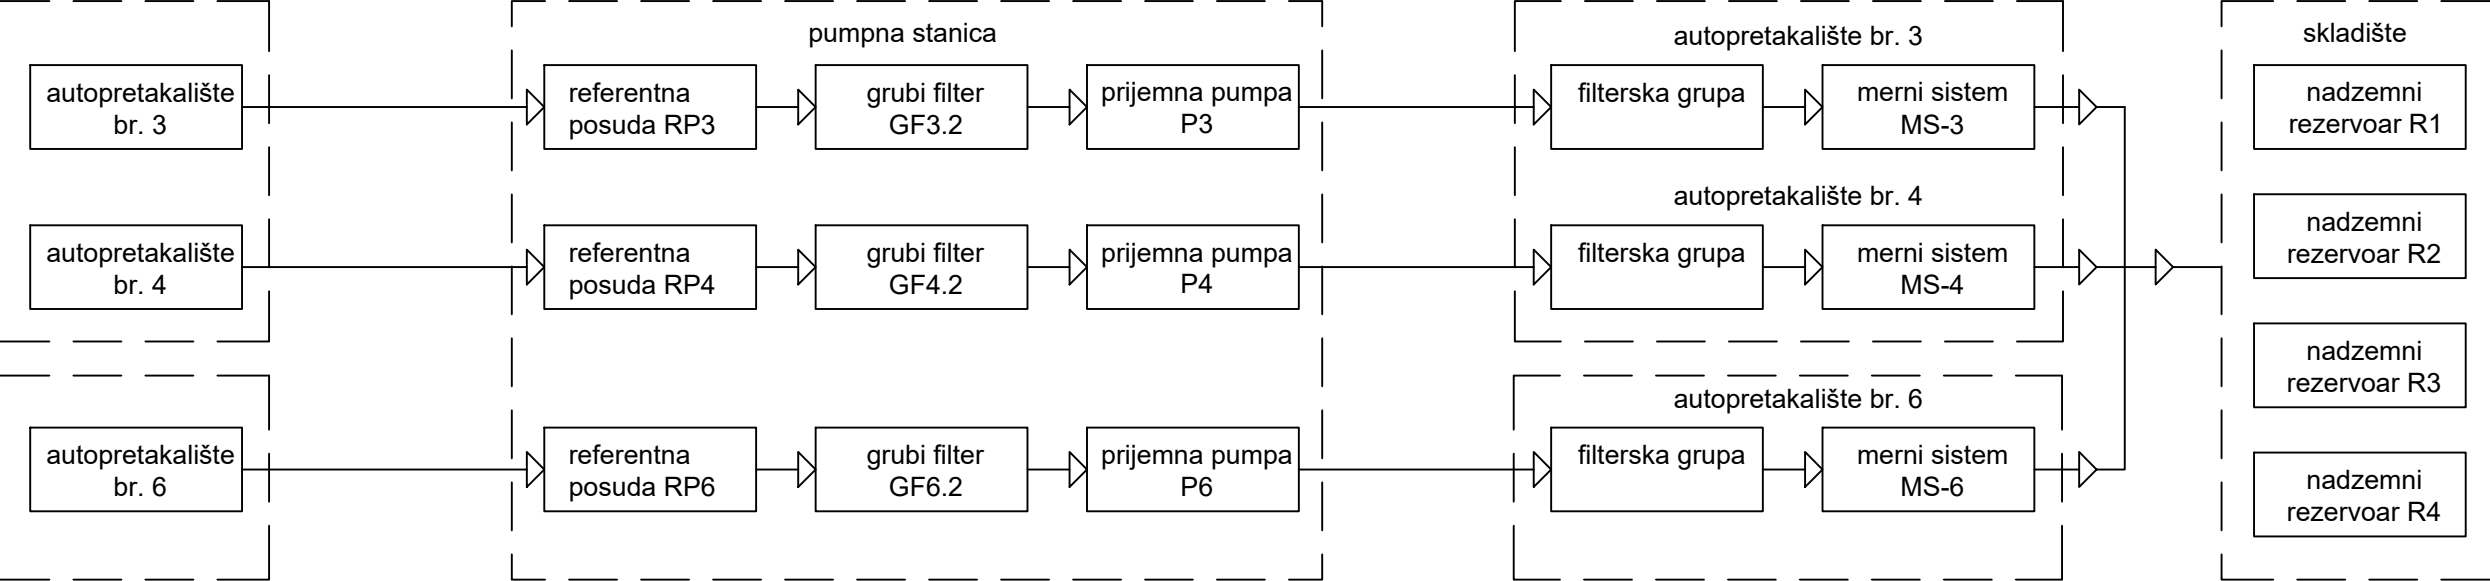 autopretakalište
br. 3
autopretakalište
br. 4
autopretakalište
br. 6
pumpna stanica
referentna
posuda RP3
grubi filter
GF3.2
prijemna pumpa
P3
referentna
posuda RP4
grubi filter
GF4.2
prijemna pumpa
P4
referentna
posuda RP6
grubi filter
GF6.2
prijemna pumpa
P6
autopretakalište br. 3
filterska grupa
merni sistem
MS-3
autopretakalište br. 4
filterska grupa
merni sistem
MS-4
autopretakalište br. 6
filterska grupa
merni sistem
MS-6
skladište
nadzemni
rezervoar R1
nadzemni
rezervoar R2
nadzemni
rezervoar R3
nadzemni
rezervoar R4